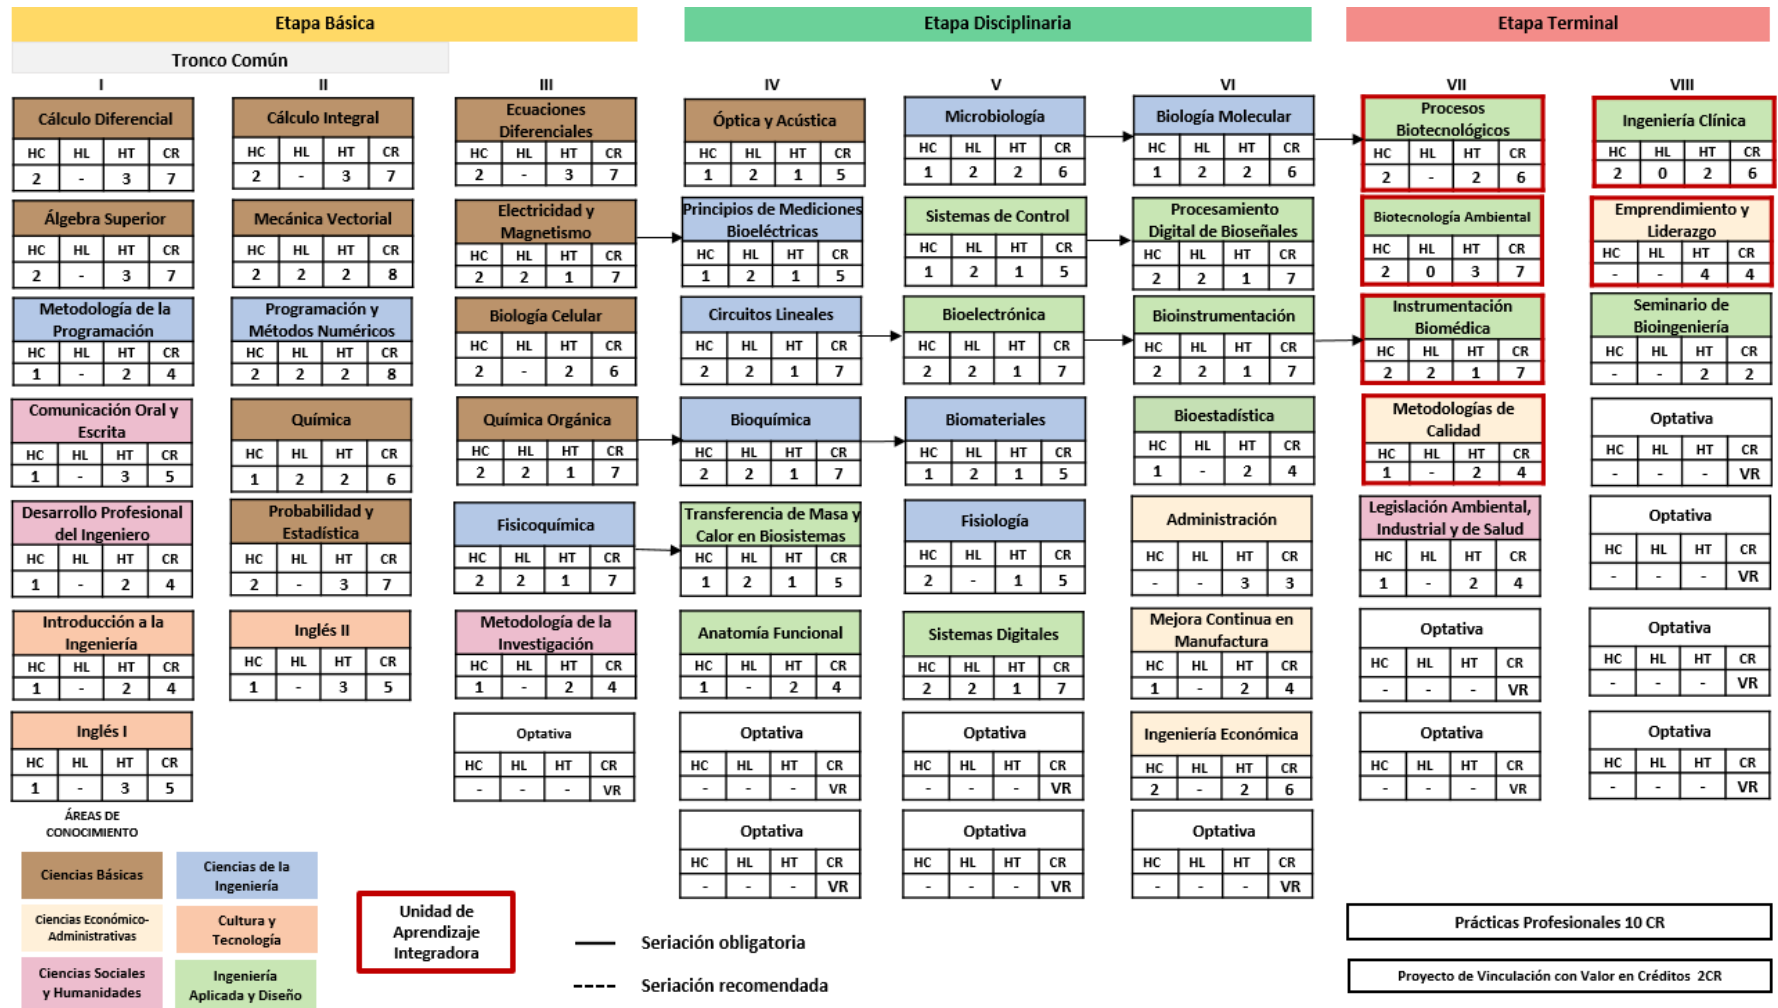 Etapa Básica
Etapa Disciplinaria
Etapa Terminal
Tronco Común
I
Cálculo Diferencial
HC HL HT CR
2 - 3 7
Álgebra Superior
HC HL HT CR
2 - 3 7
Metodología de la
Programación
HC HL HT CR
1 - 2 4
Comunicación Oral y
Escrita
HC HL HT CR
1 - 3 5
Desarrollo Profesional
del Ingeniero
HC HL HT CR
1 - 2 4
Introducción a la
Ingeniería
HC HL HT CR
1 - 2 4
Inglés I
HC HL HT CR
1 - 3 5
II
Cálculo Integral
HC HL HT CR
2 - 3 7
Mecánica Vectorial
HC HL HT CR
2 2 2 8
Programación y
Métodos Numéricos
HC HL HT CR
2 2 2 8
Química
HC HL HT CR
1 2 2 6
Probabilidad y
Estadística
HC HL HT CR
2 - 3 7
Inglés II
HC HL HT CR
1 - 3 5
III
Ecuaciones
Diferenciales
HC HL HT CR
2 - 3 7
Electricidad y
Magnetismo
HC HL HT CR
2 2 1 7
Biología Celular
HC HL HT CR
2 - 2 6
Química Orgánica
HC HL HT CR
2 2 1 7
Fisicoquímica
HC HL HT CR
2 2 1 7
Metodología de la
Investigación
HC HL HT CR
1 - 2 4
Optativa
HC HL HT CR
- - - VR
IV
Óptica y Acústica
HC HL HT CR
1 2 1 5
Principios de Mediciones
Bioeléctricas
HC HL HT CR
1 2 1 5
Circuitos Lineales
HC HL HT CR
2 2 1 7
Bioquímica
HC HL HT CR
2 2 1 7
Transferencia de Masa y
Calor en Biosistemas
HC HL HT CR
1 2 1 5
Anatomía Funcional
HC HL HT CR
1 - 2 4
Optativa
HC HL HT CR
- - - VR
Optativa
HC HL HT CR
- - - VR
V
Microbiología
HC HL HT CR
1 2 2 6
Sistemas de Control
HC HL HT CR
1 2 1 5
Bioelectrónica
HC HL HT CR
2 2 1 7
Biomateriales
HC HL HT CR
1 2 1 5
Fisiología
HC HL HT CR
2 - 1 5
Sistemas Digitales
HC HL HT CR
2 2 1 7
Optativa
HC HL HT CR
- - - VR
Optativa
HC HL HT CR
- - - VR
VI
Biología Molecular
HC HL HT CR
1 2 2 6
Procesamiento
Digital de Bioseñales
HC HL HT CR
2 2 1 7
Bioinstrumentación
HC HL HT CR
2 2 1 7
Bioestadística
HC HL HT CR
1 - 2 4
Administración
HC HL HT CR
- - 3 3
Mejora Continua en
Manufactura
HC HL HT CR
1 - 2 4
Ingeniería Económica
HC HL HT CR
2 - 2 6
Optativa
HC HL HT CR
- - - VR
VII
Procesos
Biotecnológicos
HC HL HT CR
2 - 2 6
Biotecnología Ambiental
HC HL HT CR
2 0 3 7
Instrumentación
Biomédica
HC HL HT CR
2 2 1 7
Metodologías de
Calidad
HC HL HT CR
1 - 2 4
Legislación Ambiental,
Industrial y de Salud
HC HL HT CR
1 - 2 4
Optativa
HC HL HT CR
- - - VR
Optativa
HC HL HT CR
- - - VR
VIII
Ingeniería Clínica
HC HL HT CR
2 0 2 6
Emprendimiento y
Liderazgo
HC HL HT CR
- - 4 4
Seminario de
Bioingeniería
HC HL HT CR
- - 2 2
Optativa
HC HL HT CR
- - - VR
Optativa
HC HL HT CR
- - - VR
Optativa
HC HL HT CR
- - - VR
Optativa
HC HL HT CR
- - - VR
ÁREAS DE
CONOCIMIENTO
Ciencias Básicas
Ciencias de la
Ingeniería
Ciencias Económico-
Administrativas
Cultura y
Tecnología
Ciencias Sociales
y Humanidades
Ingeniería
Aplicada y Diseño
Unidad de
Aprendizaje
Integradora
Seriación obligatoria
Seriación recomendada
Prácticas Profesionales 10 CR
Proyecto de Vinculación con Valor en Créditos 2CR